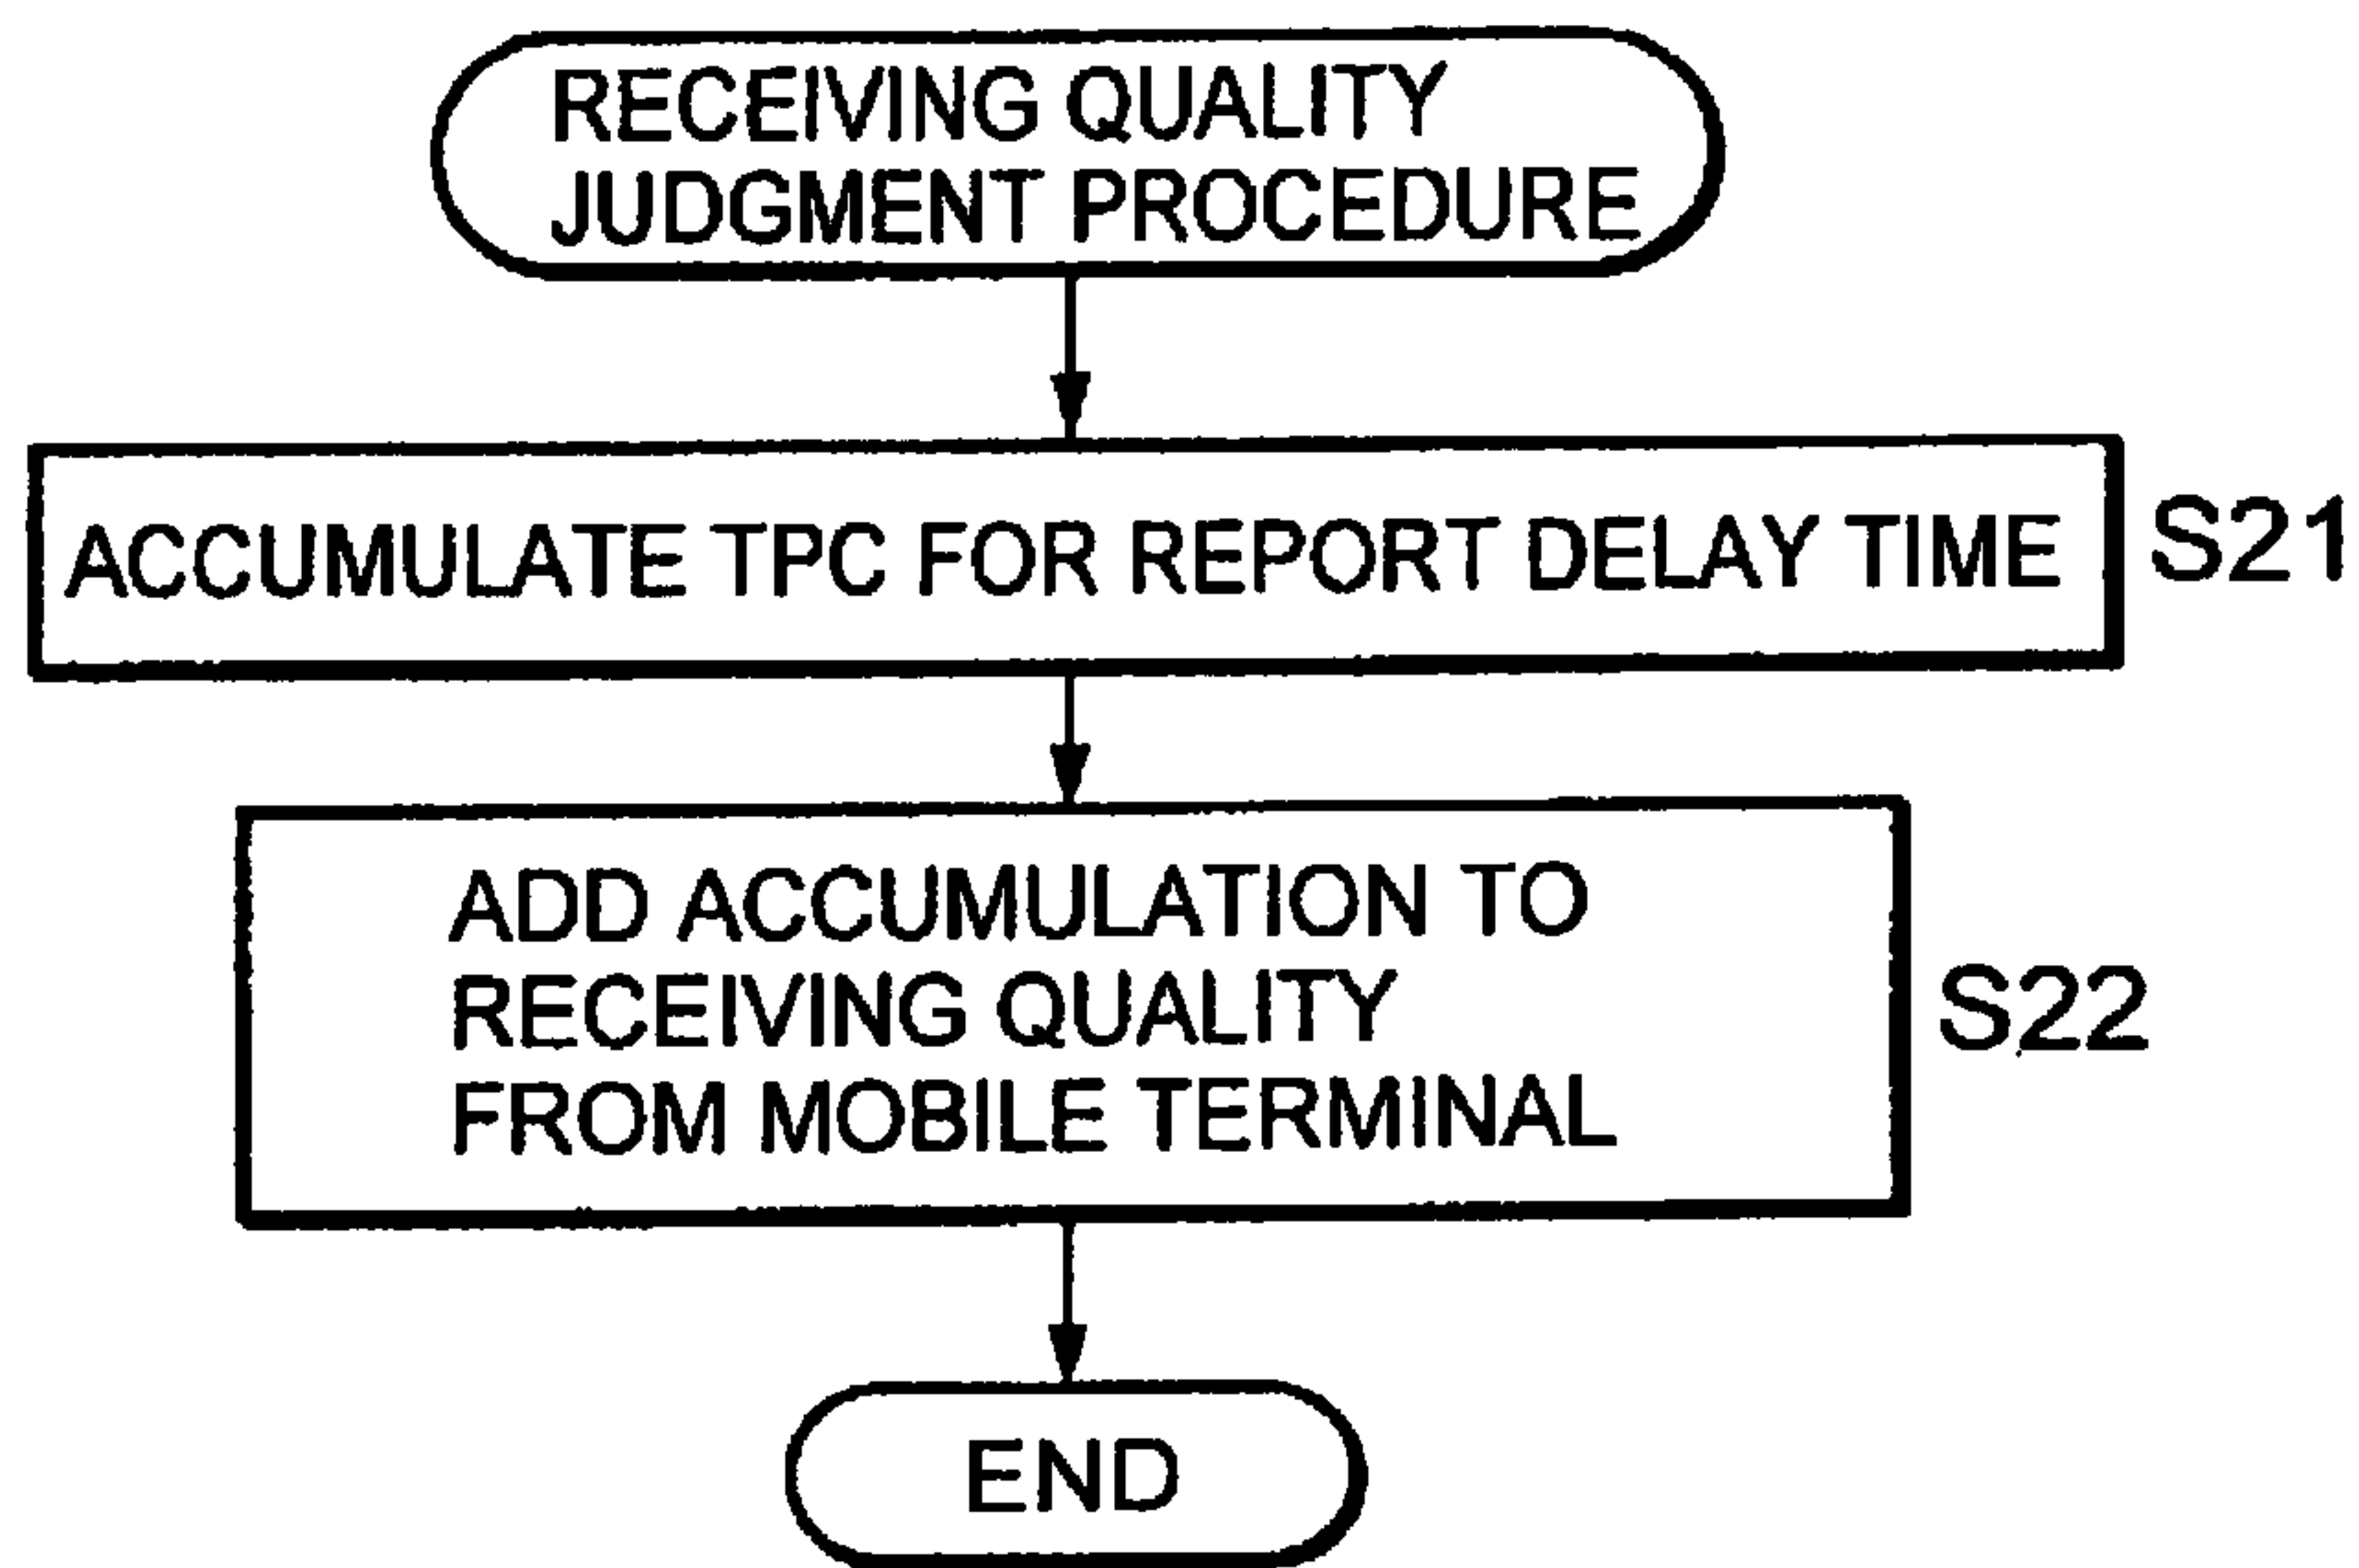 RECEIVING QUALITY
JUDGMENT PROCEDURE
ACCUMULATE TPC FOR REPORT DELAY TIME
S21
ADD ACCUMULATION TO
RECEIVING QUALITY
FROM MOBILE TERMINAL
S22
END